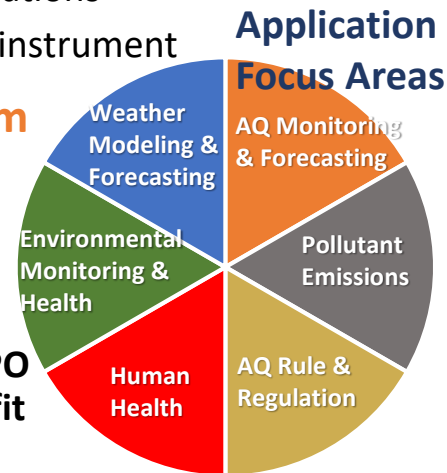 instrument
Application
Focus Areas
m
Weather
Modeling &
Forecasting
AQ Monitoring
& Forecasting
Environmental
Monitoring &
Health
Pollutant
Emissions
PO
fit
Human
Health
AQ Rule &
Regulation